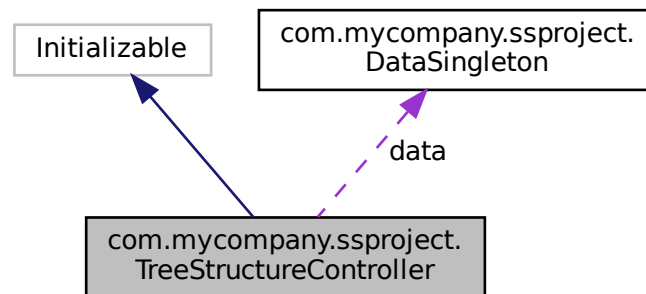 Initializable
com.mycompany.ssproject.
DataSingleton
data
com.mycompany.ssproject.
TreeStructureController